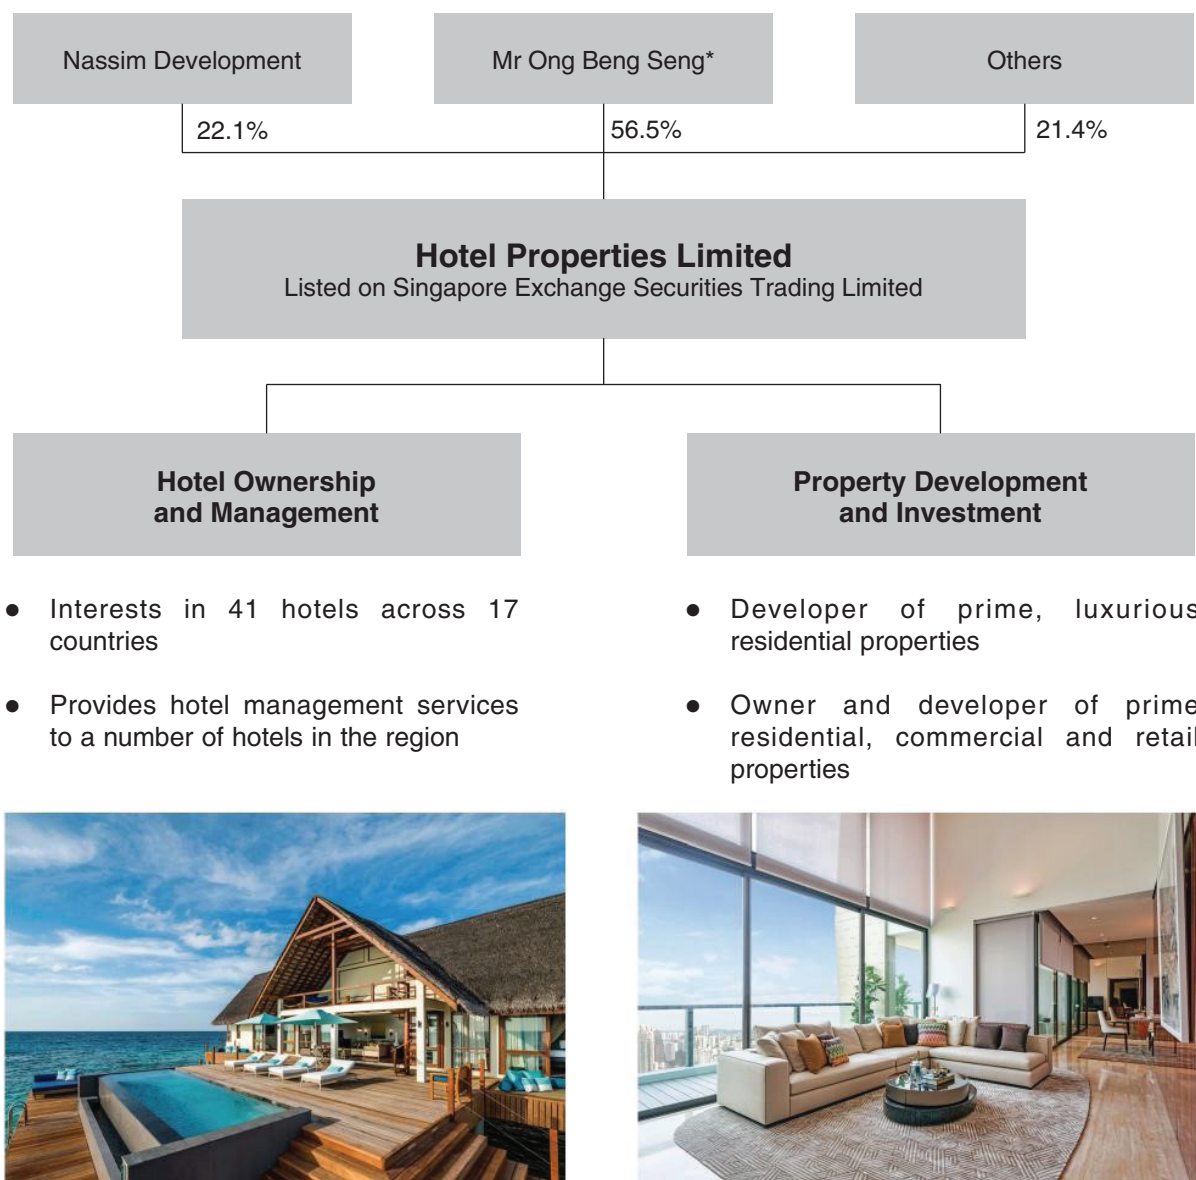 Nassim Development
Mr Ong Beng Seng*
Others
22.1%
56.5%
21.4%
Hotel Properties Limited
Listed on Singapore Exchange Securities Trading Limited
Hotel Ownership
and Management
● Interests in 41 hotels across 17
countries
● Provides hotel management services
to a number of hotels in the region
Property Development
and Investment
● Developer of prime, luxurious
residential properties
● Owner and developer of prime
residential, commercial and retail
properties